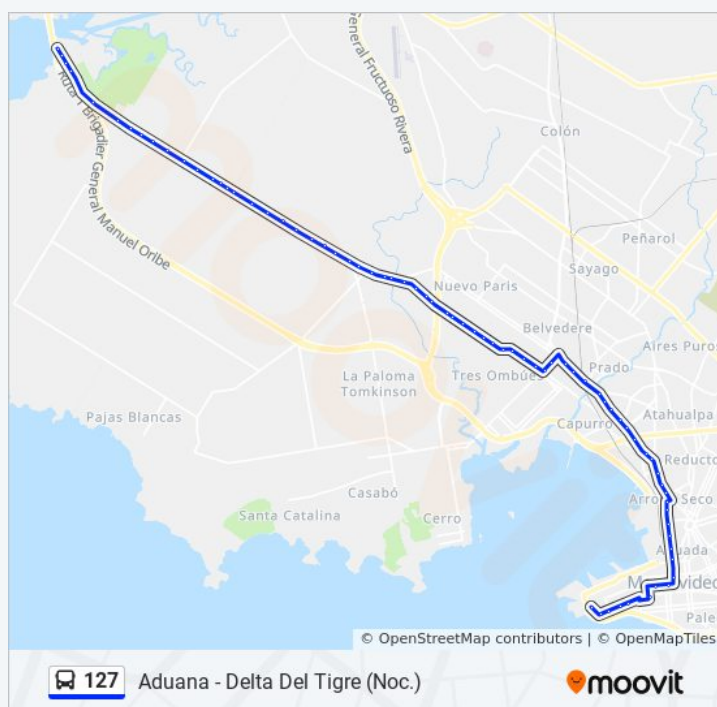 General Fructuoso Rivera
Colón
Ruta 1 Brigadier General Manuel Oribe
Peñarol
Sayago
Nuevo París
Belvedere
Aires Puros
Prado
La Paloma
Tomkinson
Tres Ombúes
Atahualpa
Pajas Blancas
Capurro
Reducto
Casabó
Arroyo Seco
Santa Catalina
Cerro
© OpenStreetMap contributors | © OpenMapTiles
127 Aduana - Delta Del Tigre (Noc.)
moovit